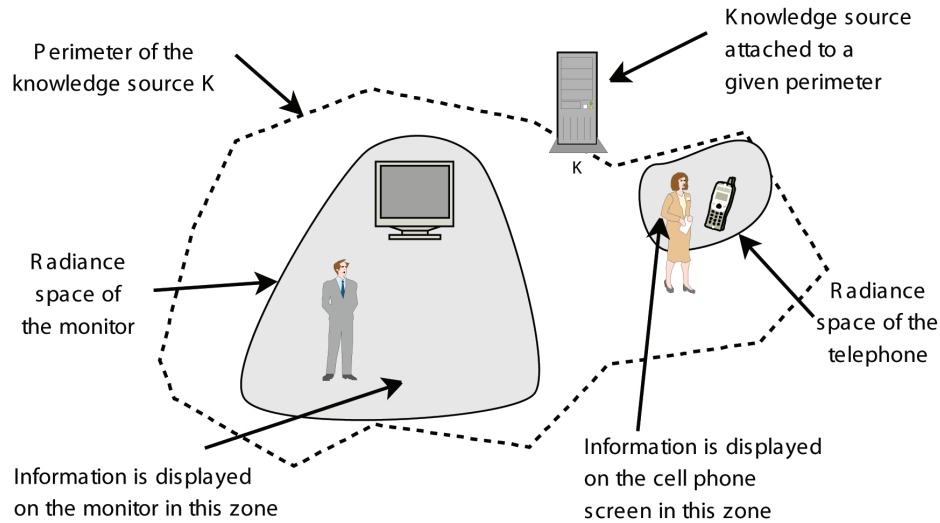 Knowledge source
attached to a
given perimeter
Perimeter of the
knowledge source K
K
Radiance
space of
the monitor
Radiance
space of the
telephone
Information is displayed
on the monitor in this zone
Information is displayed
on the cell phone
screen in this zone